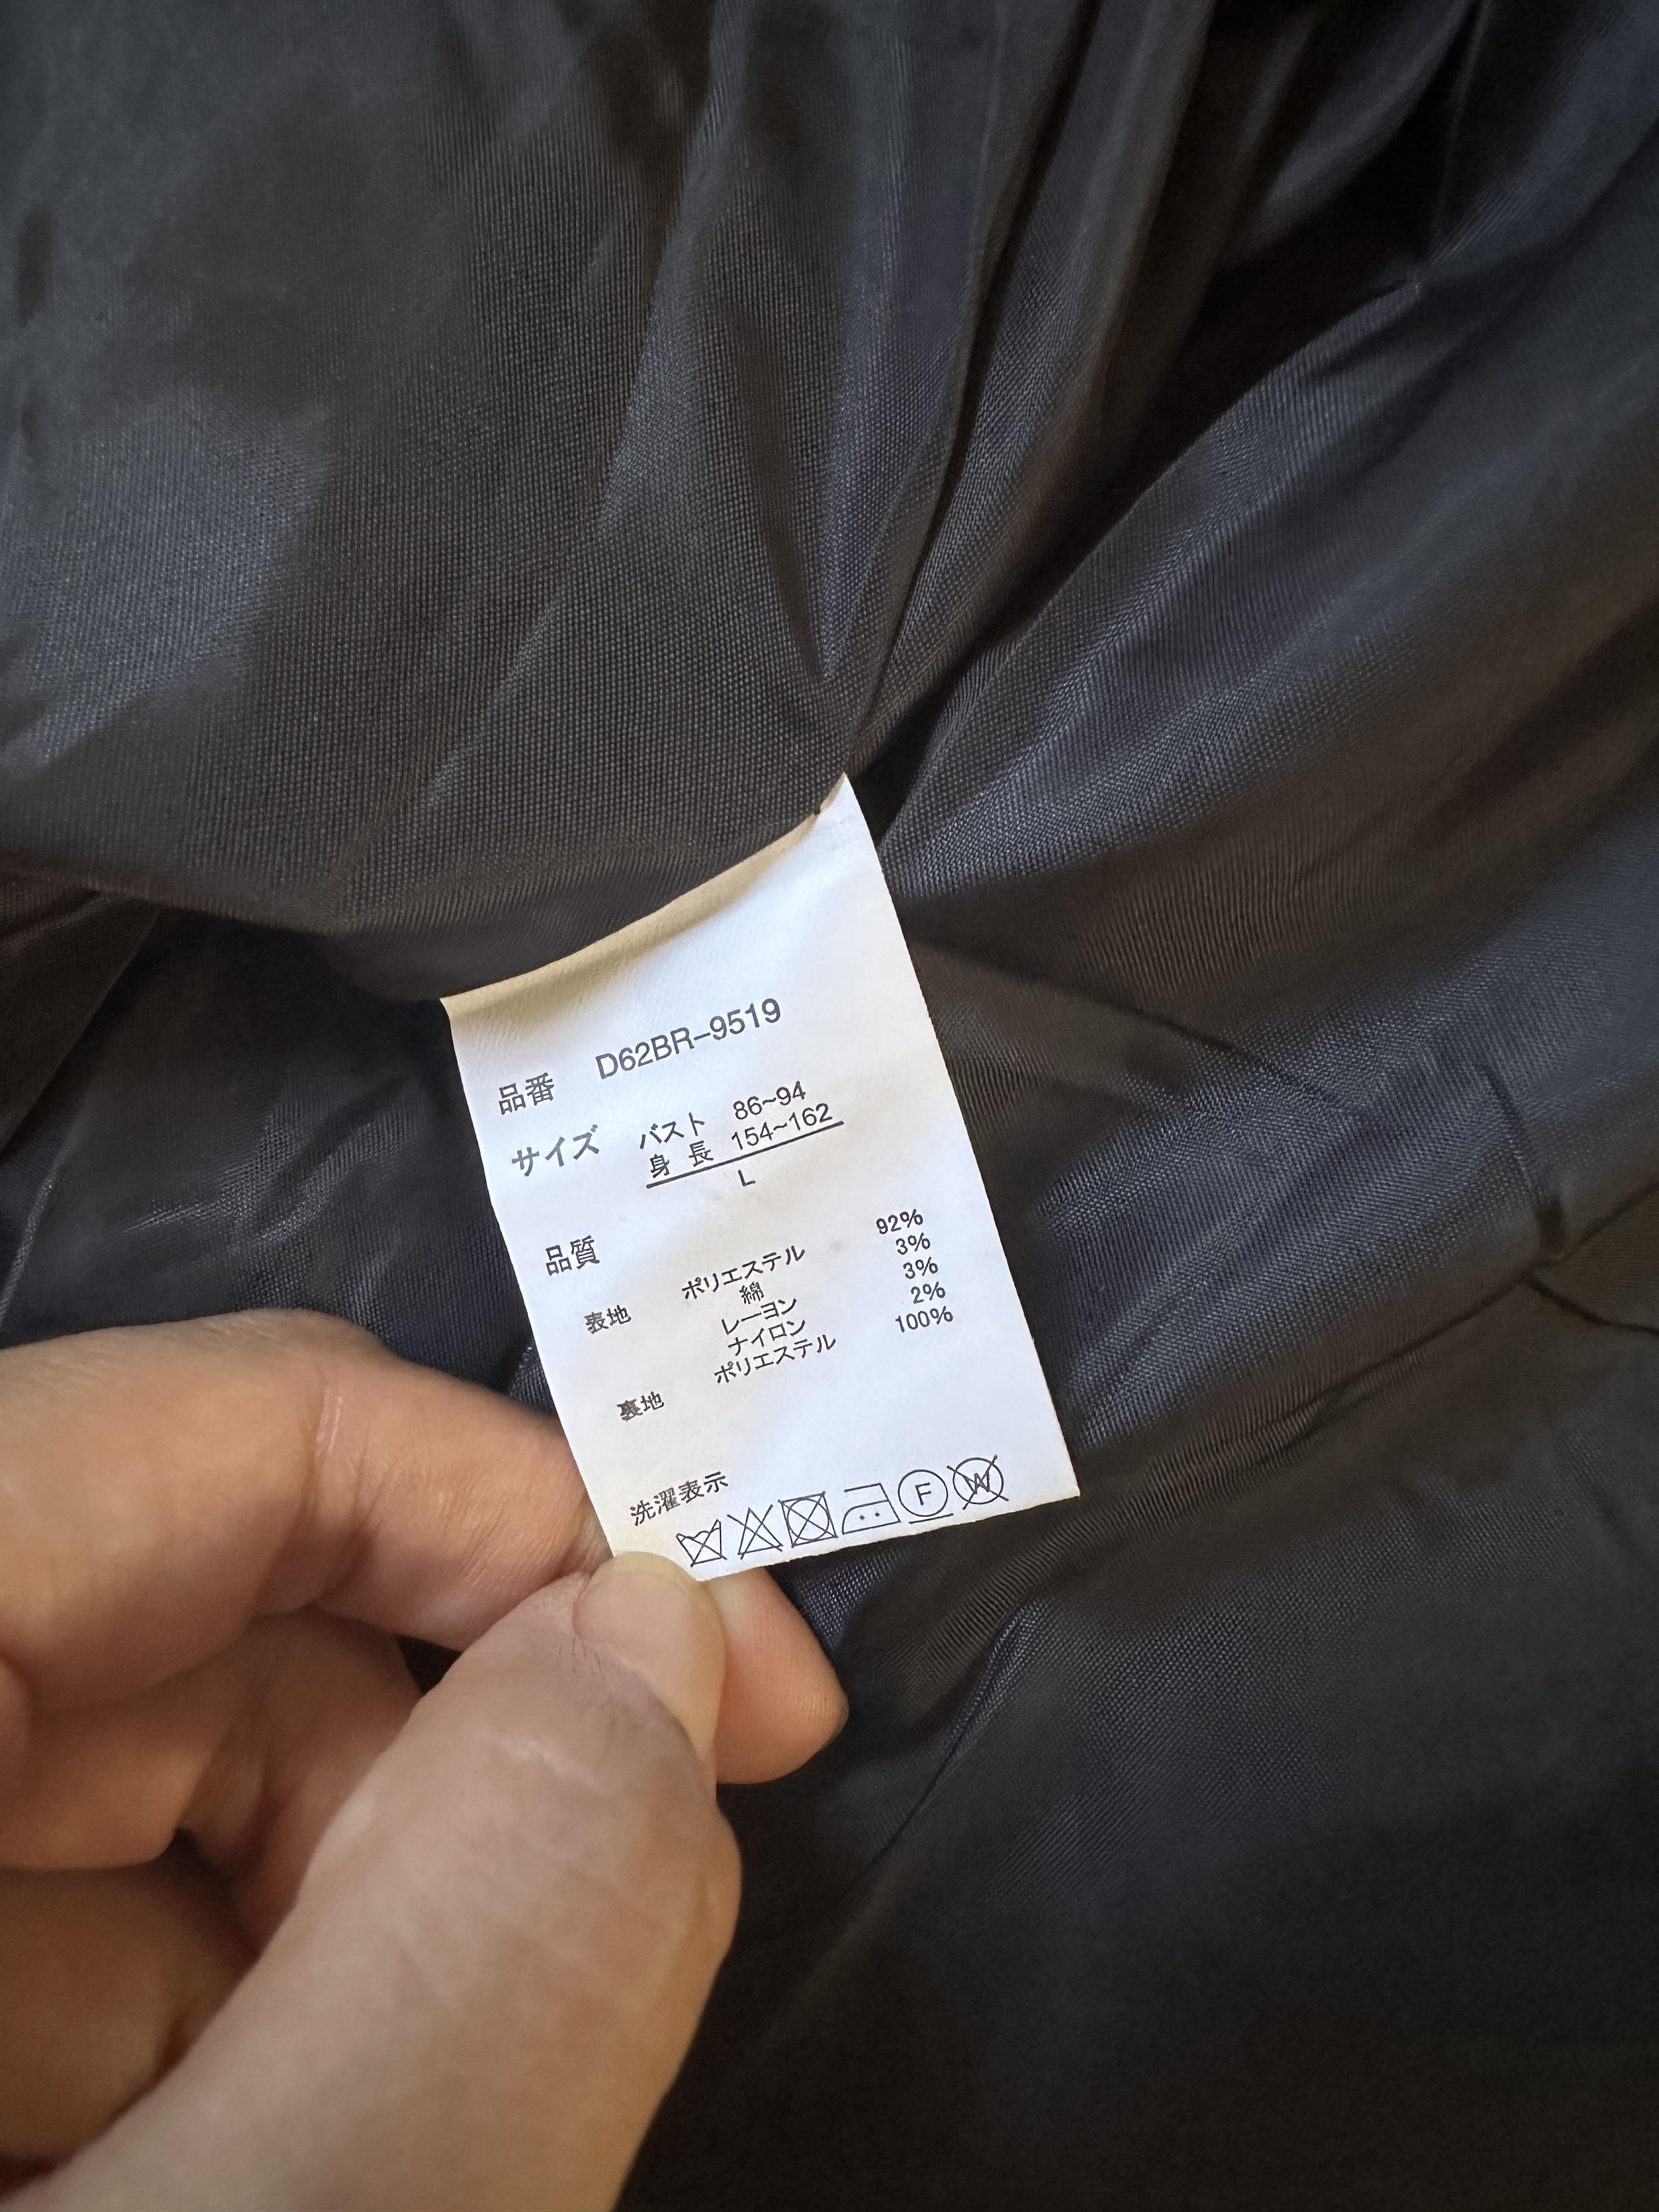 品番 D62BR-9519
サイズ バスト 86~94
身長 154~162
L
品質
表地 ポリエステル 92%
綿 3%
レーヨン 3%
ナイロン 2%
裏地 ポリエステル 100%
洗濯表示
F W